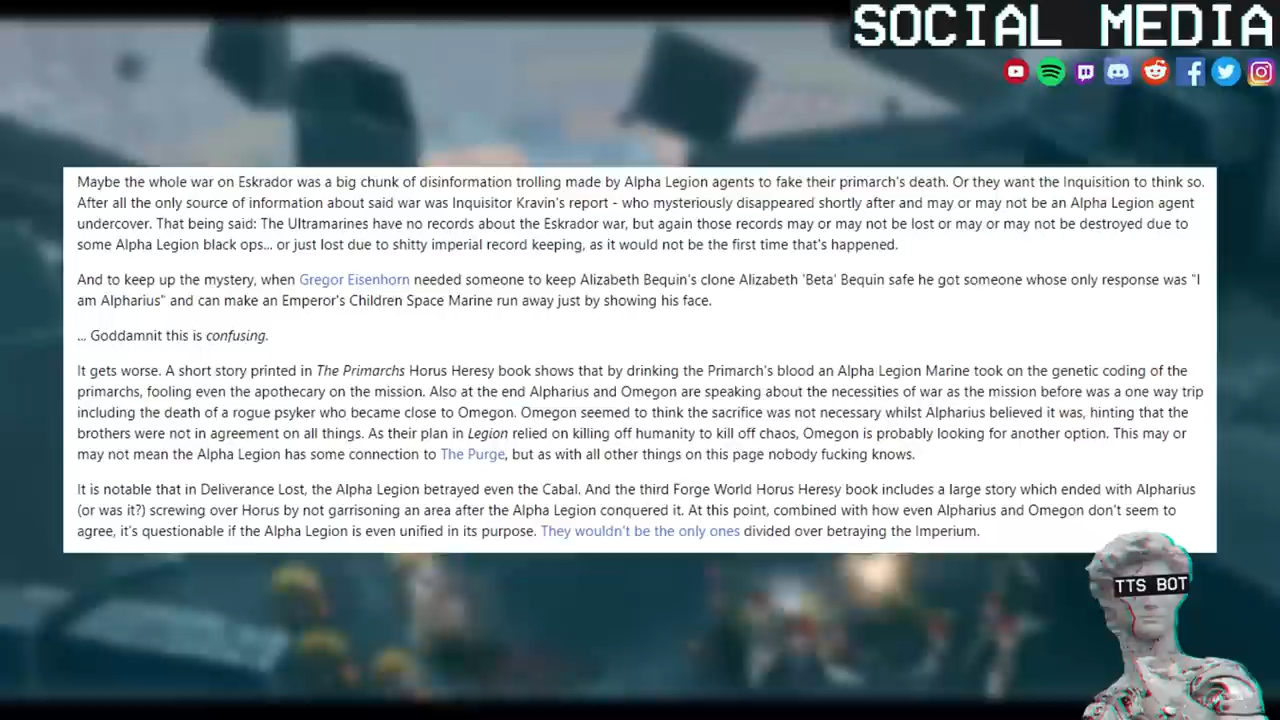 SOCIAL MEDIA
Maybe the whole war on Eskrador was a big chunk of disinformation trolling made by Alpha Legion agents to fake their primarch's death. Or they want the Inquisition to think so.
After all the only source of information about said war was Inquisitor Kravin's report - who mysteriously disappeared shortly after and may or may not be an Alpha Legion agent
undercover. That being said: The Ultramarines have no records about the Eskrador war, but again those records may or may not be lost or may or may not be destroyed due to
some Alpha Legion black ops... or just lost due to shitty imperial record keeping, as it would not be the first time that's happened.
And to keep up the mystery, when Gregor Eisenhorn needed someone to keep Alizabeth Bequin's clone Alizabeth 'Beta' Bequin safe he got someone whose only response was "I
am Alpharius" and can make an Emperor's Children Space Marine run away just by showing his face.
... Goddamnit this is confusing.
It gets worse. A short story printed in The Primarchs Horus Heresy book shows that by drinking the Primarch's blood an Alpha Legion Marine took on the genetic coding of the
primarchs, fooling even the apothecary on the mission. Also at the end Alpharius and Omegon are speaking about the necessities of war as the mission before was a one way trip
including the death of a rogue psyker who became close to Omegon. Omegon seemed to think the sacrifice was not necessary whilst Alpharius believed it was, hinting that the
brothers were not in agreement on all things. As their plan in Legion relied on killing off humanity to kill off chaos, Omegon is probably looking for another option. This may or
may not mean the Alpha Legion has some connection to The Purge, but as with all other things on this page nobody fucking knows.
It is notable that in Deliverance Lost, the Alpha Legion betrayed even the Cabal. And the third Forge World Horus Heresy book includes a large story which ended with Alpharius
(or was it?) screwing over Horus by not garrisoning an area after the Alpha Legion conquered it. At this point, combined with how even Alpharius and Omegon don't seem to
agree, it's questionable if the Alpha Legion is even unified in its purpose. They wouldn't be the only ones divided over betraying the Imperium.
TTS BOT